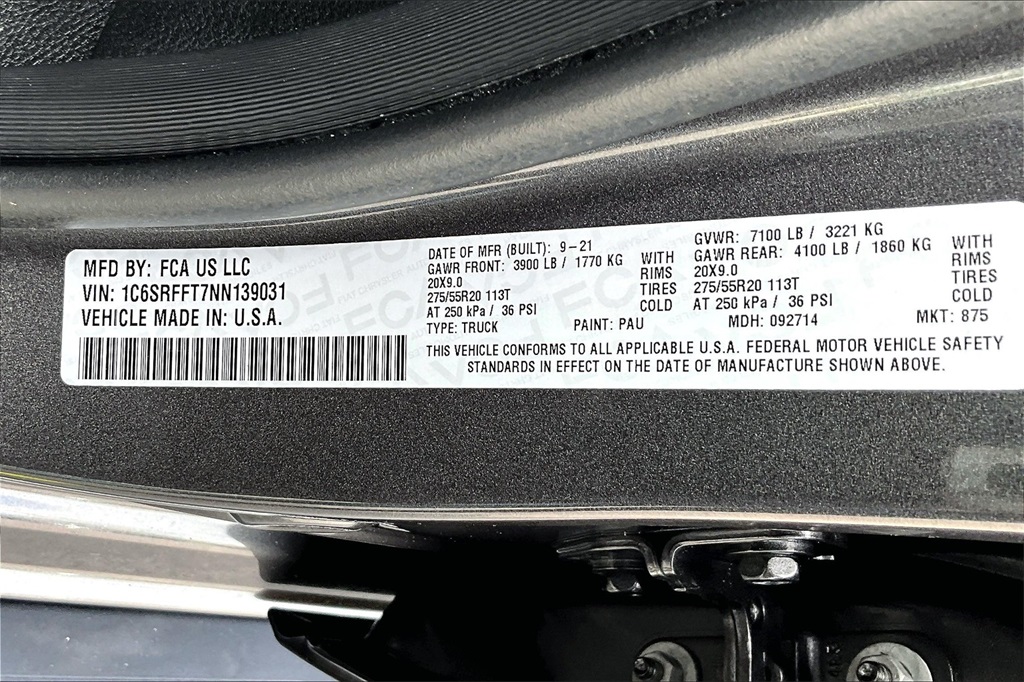 MFD BY: FCA US LLC
VIN: 1C6SRFFT7NN139031
VEHICLE MADE IN: U.S.A.
DATE OF MFR (BUILT): 9-21
GAWR FRONT: 3900 LB / 1770 KG WITH
20X9.0 RIMS
275/55R20 113T TIRES
AT 250 kPa / 36 PSI COLD
TYPE: TRUCK PAINT: PAU
GVWR: 7100 LB / 3221 KG
GAWR REAR: 4100 LB / 1860 KG WITH
20X9.0 RIMS
275/55R20 113T TIRES
AT 250 kPa / 36 PSI COLD
MDH: 092714 MKT: 875
THIS VEHICLE CONFORMS TO ALL APPLICABLE U.S.A. FEDERAL MOTOR VEHICLE SAFETY
STANDARDS IN EFFECT ON THE DATE OF MANUFACTURE SHOWN ABOVE.